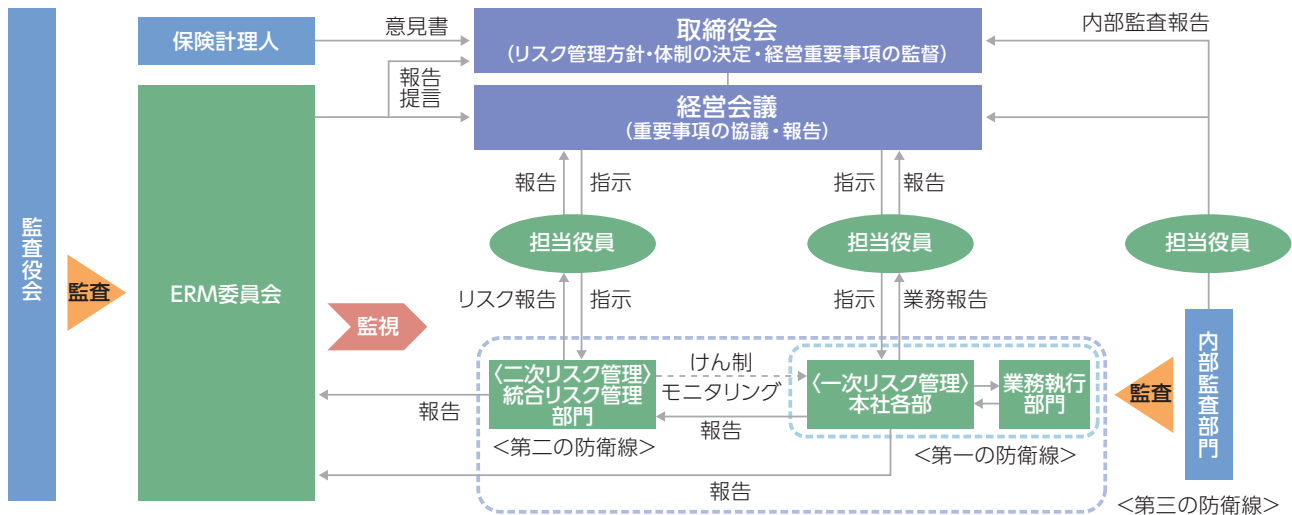 監査役会
監査
保険計理人
意見書
報告
提言
ERM委員会
監視
取締役会
(リスク管理方針・体制の決定・経営重要事項の監督)
経営会議
(重要事項の協議・報告)
内部監査報告
報告
指示
指示
報告
担当役員
担当役員
担当役員
リスク報告
指示
指示
業務報告
〈二次リスク管理〉
統合リスク管理
部門
けん制
モニタリング
〈一次リスク管理〉
本社各部
業務執行
部門
監査
内部監査部門
報告
報告
<第二の防衛線>
<第一の防衛線>
報告
<第三の防衛線>